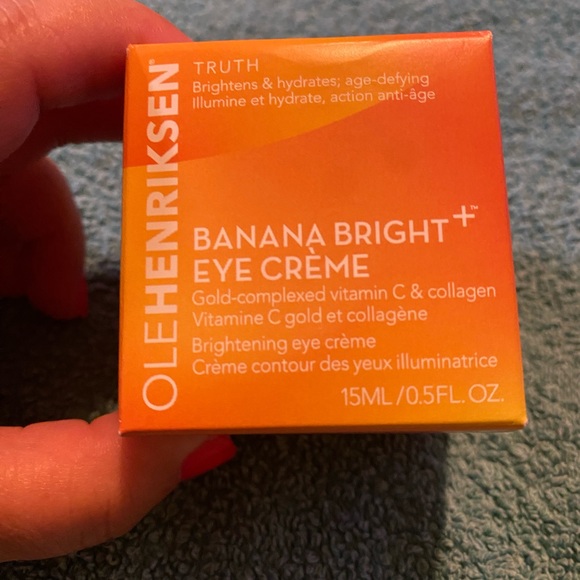 OLEHENRIKSEN®
TRUTH
Brightens & hydrates; age-defying
Illumine et hydrate, action anti-âge
BANANA BRIGHT+™
EYE CRÈME
Gold-complexed vitamin C & collagen
Vitamine C gold et collagène
Brightening eye crème
Crème contour des yeux illuminatrice
15ML/0.5FL. OZ.